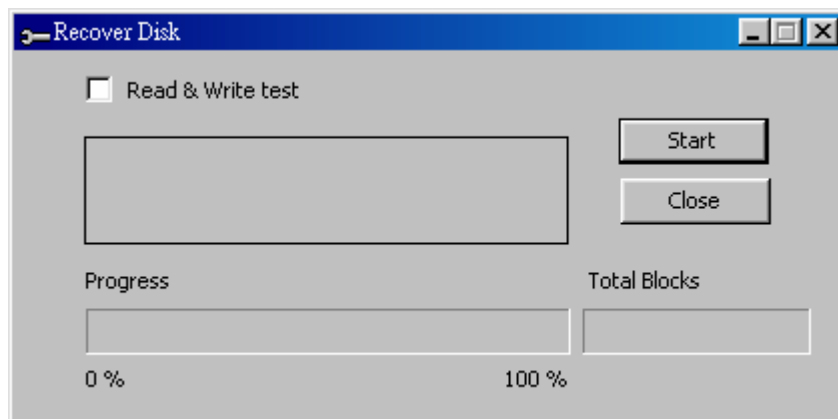 Recover Disk
Read & Write test
Start
Close
Progress
Total Blocks
0 %
100 %